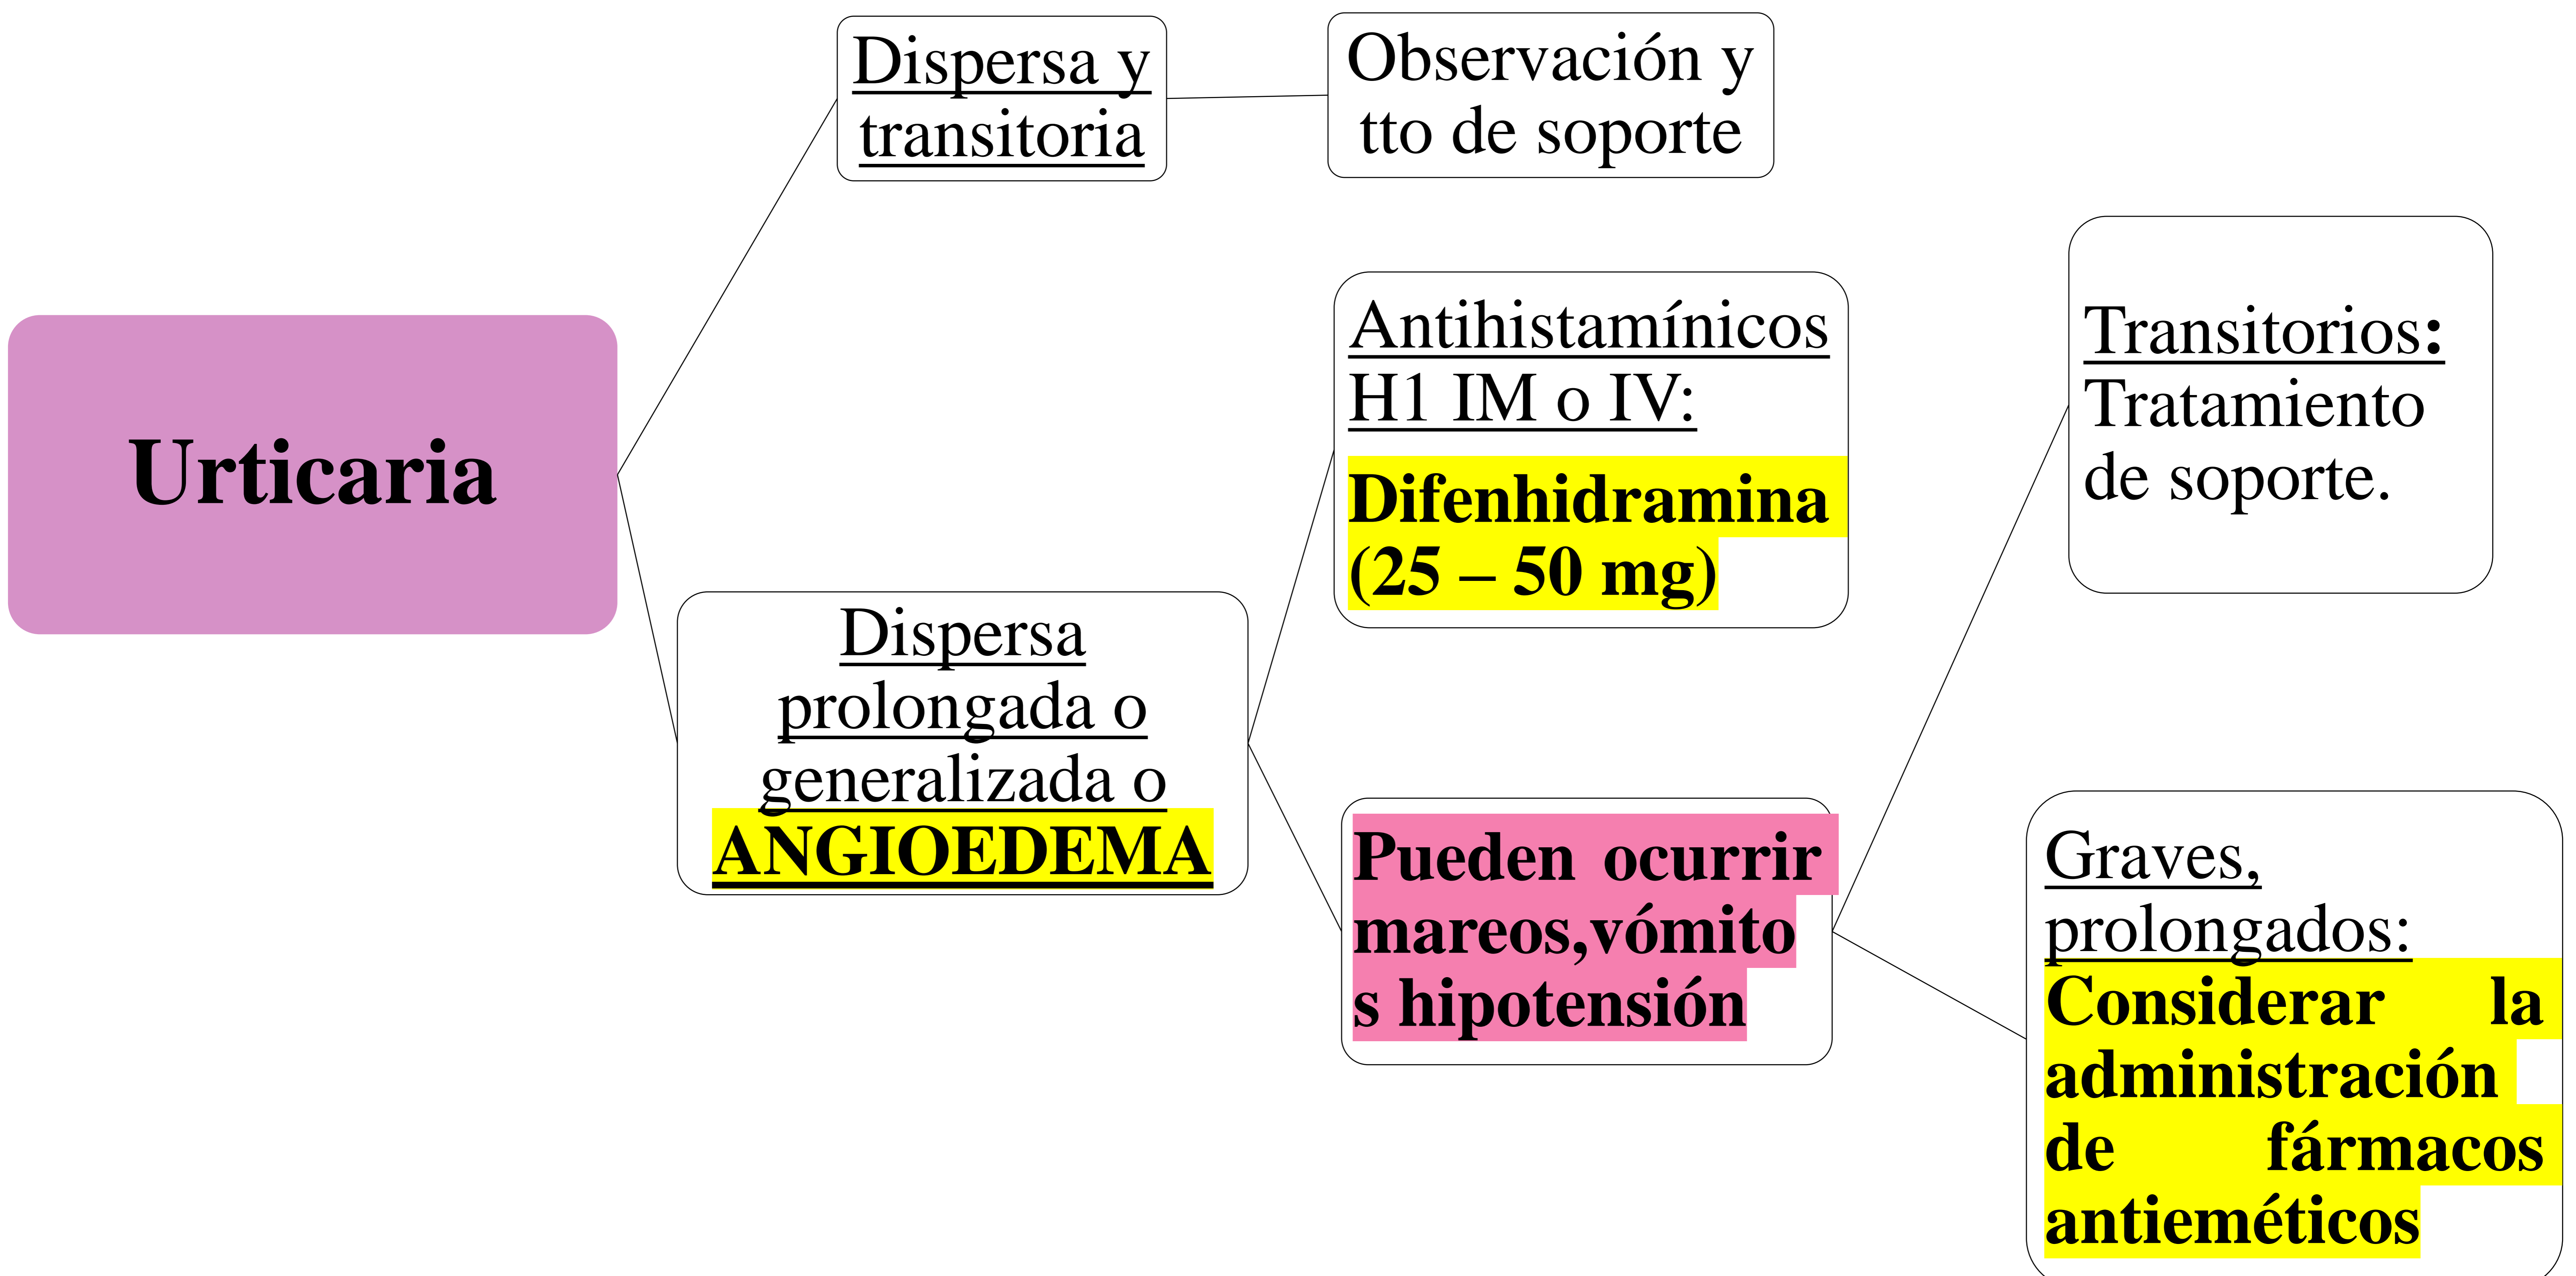 Urticaria
Dispersa y
transitoria
Observación y
tto de soporte
Dispersa
prolongada o
generalizada o
ANGIOEDEMA
Antihistamínicos
H1 IM o IV:
Difenhidramina
(25 – 50 mg)
Pueden ocurrir
mareos,vómito
s hipotensión
Transitorios:
Tratamiento
de soporte.
Graves,
prolongados:
Considerar la
administración
de fármacos
antieméticos